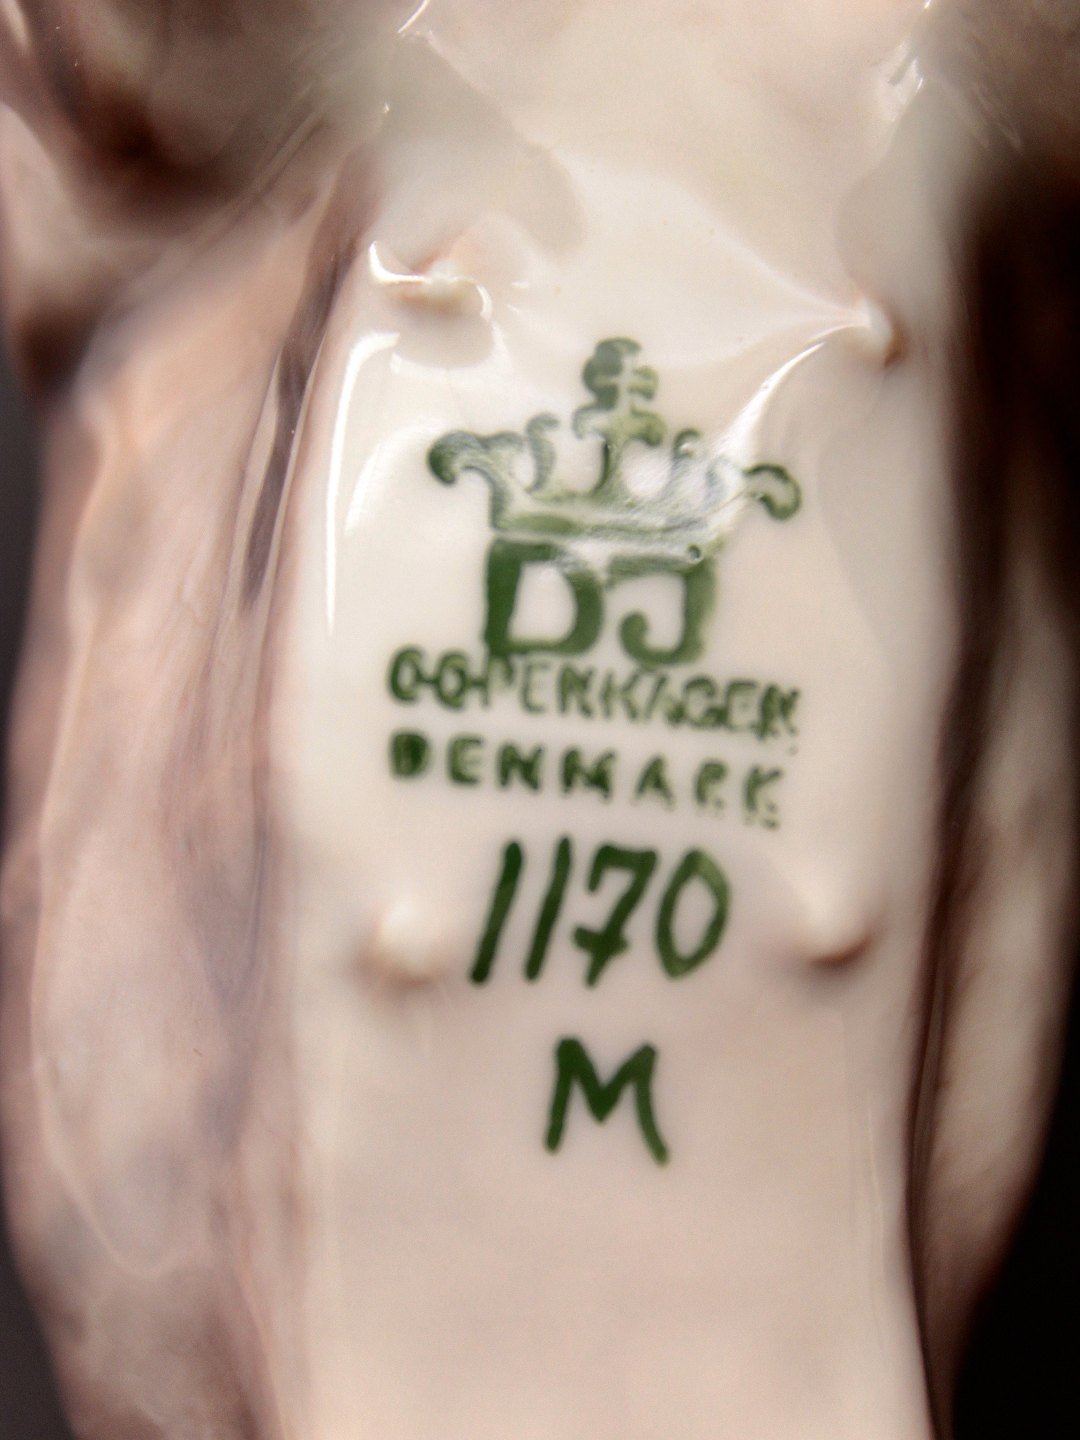 DJ
COPENHAGEN
DENMARK
1170
M